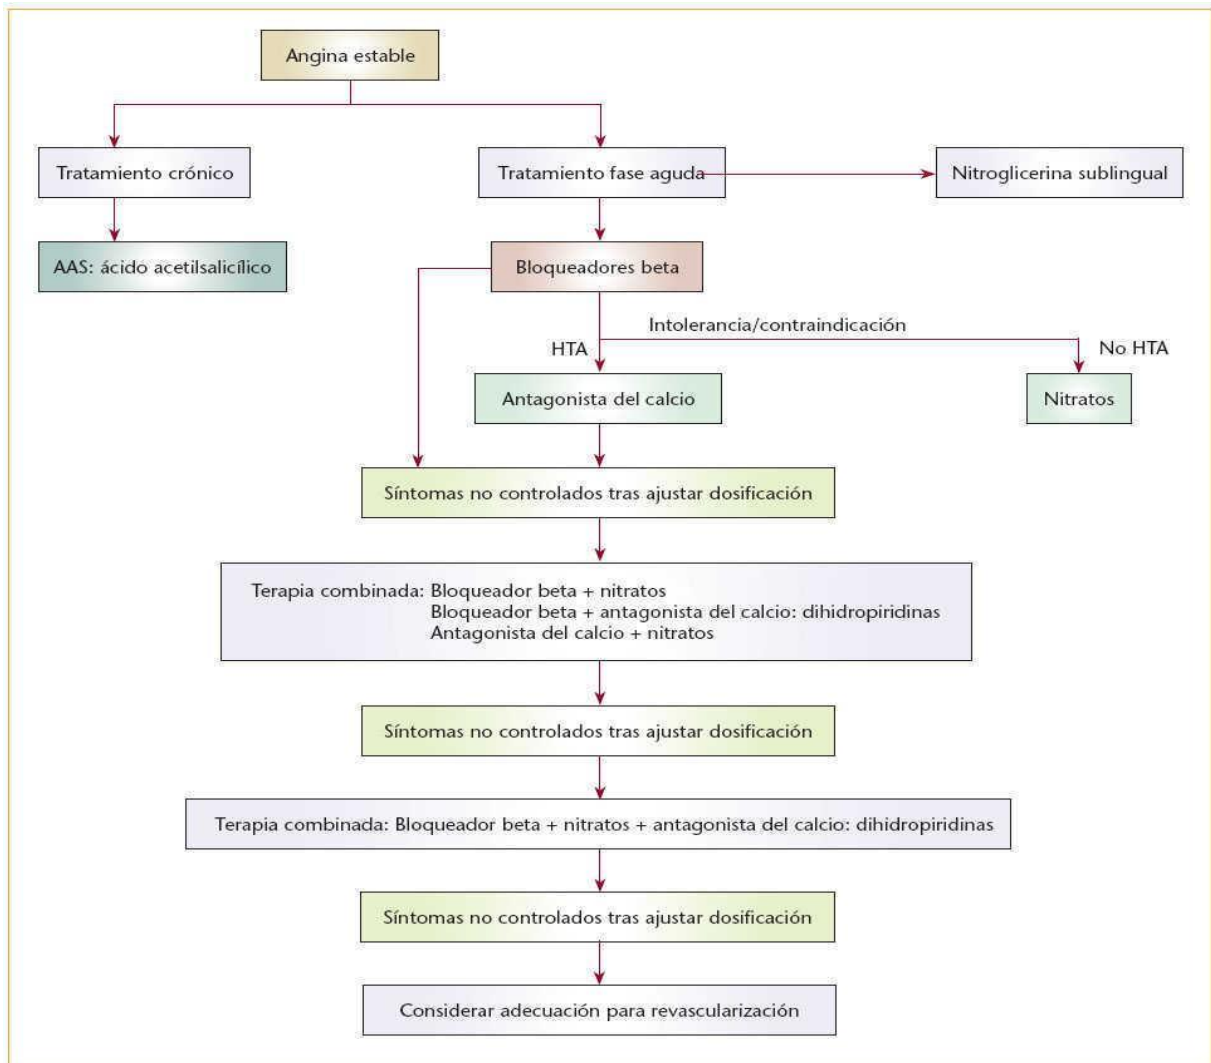 Angina estable
Tratamiento crónico
Tratamiento fase aguda
Nitroglicerina sublingual
AAS: ácido acetilsalicílico
Bloqueadores beta
Intolerancia/contraindicación
HTA
No HTA
Antagonista del calcio
Nitratos
Síntomas no controlados tras ajustar dosificación
Terapia combinada: Bloqueador beta + nitratos
Bloqueador beta + antagonista del calcio: dihidropiridinas
Antagonista del calcio + nitratos
Síntomas no controlados tras ajustar dosificación
Terapia combinada: Bloqueador beta + nitratos + antagonista del calcio: dihidropiridinas
Síntomas no controlados tras ajustar dosificación
Considerar adecuación para revascularización